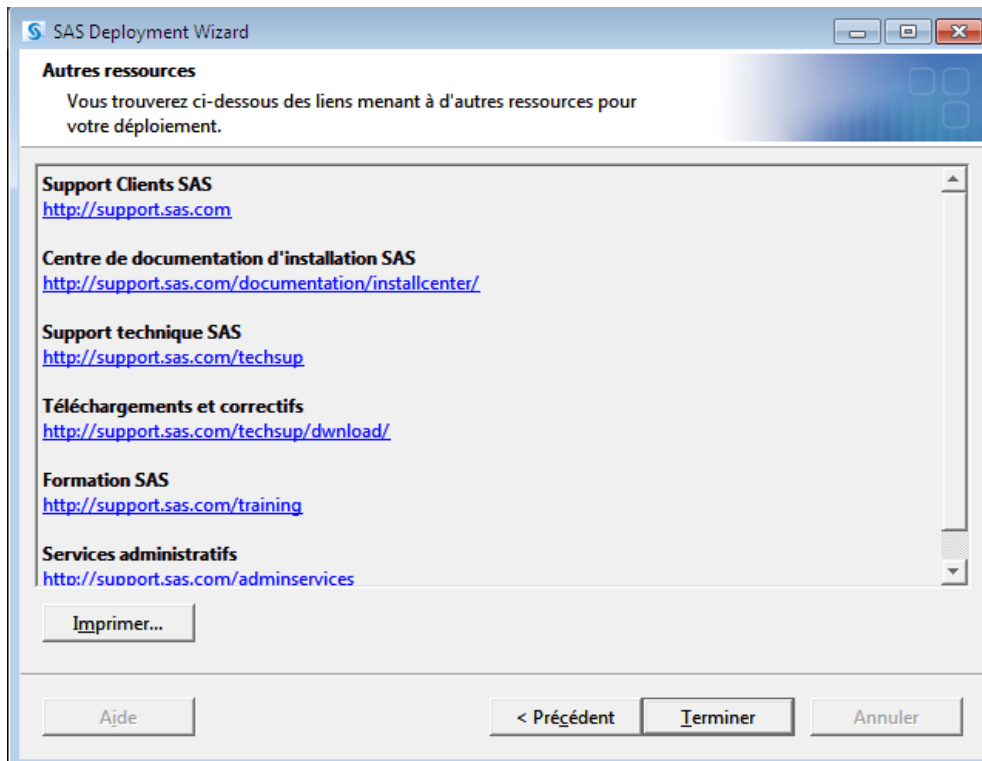 SAS Deployment Wizard
Autres ressources
Vous trouverez ci-dessous des liens menant à d'autres ressources pour
votre déploiement.
Support Clients SAS
http://support.sas.com
Centre de documentation d'installation SAS
http://support.sas.com/documentation/installcenter/
Support technique SAS
http://support.sas.com/techsup
Téléchargements et correctifs
http://support.sas.com/techsup/dwnload/
Formation SAS
http://support.sas.com/training
Services administratifs
http://support.sas.com/adminservices
Imprimer...
Aide
< Précédent
Terminer
Annuler